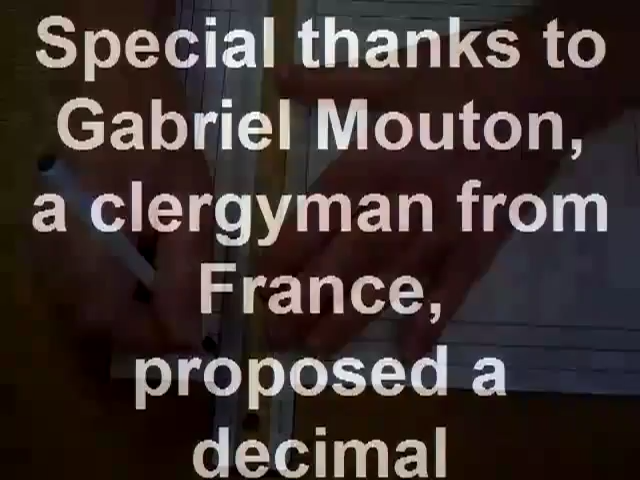 Special thanks to
Gabriel Mouton,
a clergyman from
France,
proposed a
decimal